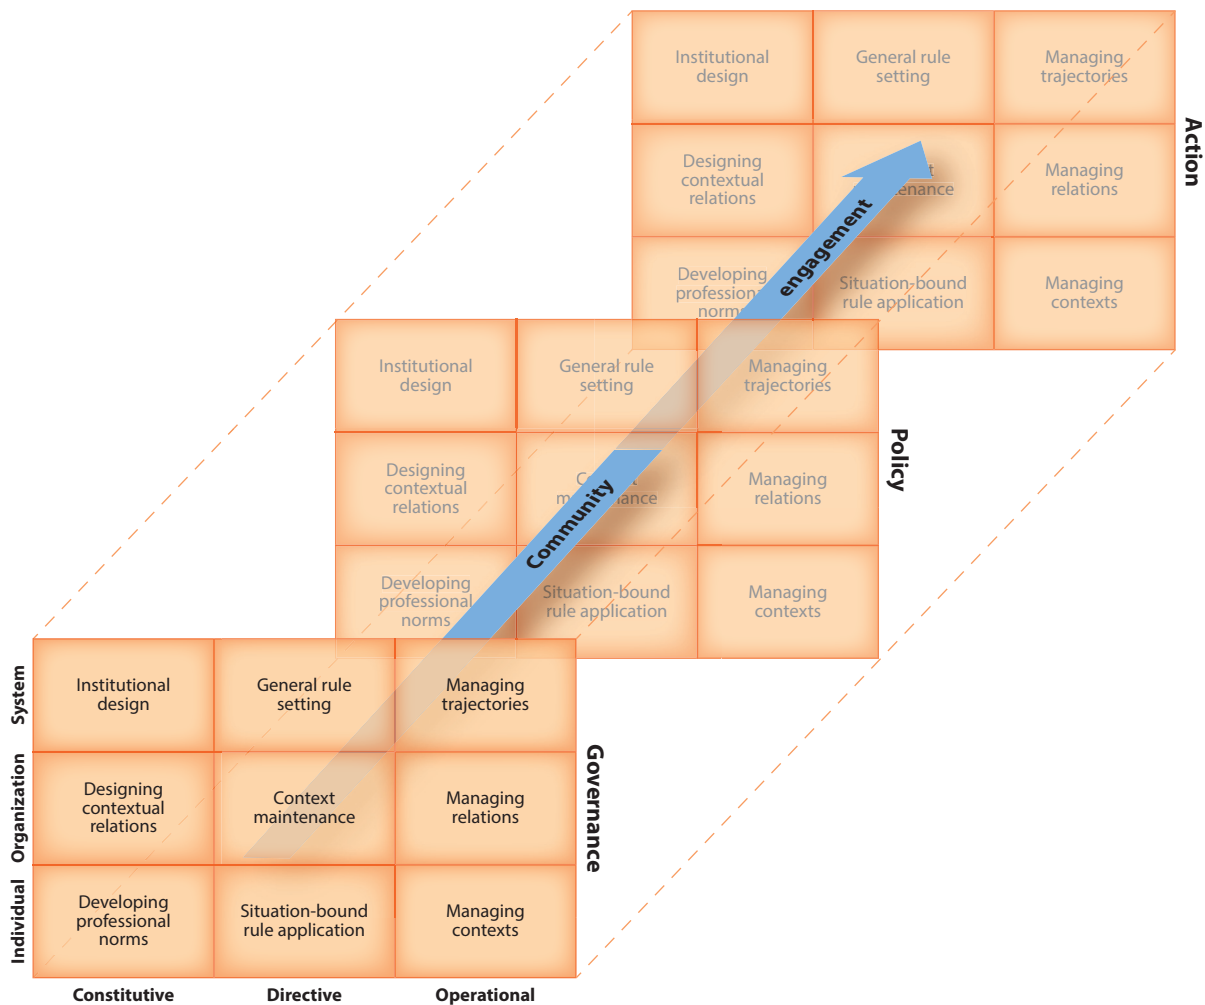 Institutional
design
General rule
setting
Managing
trajectories
Designing
contextual
relations
Managing
relations
Developing
professional
Situation-bound
rule application
Managing
contexts
Action
engagement
Institutional
design
General rule
setting
Managing
trajectories
Designing
contextual
relations
Managing
relations
Developing
professional
norms
Situation-bound
rule application
Managing
contexts
Policy
Community
Institutional
design
General rule
setting
Managing
trajectories
Designing
contextual
relations
Context
maintenance
Managing
relations
Developing
professional
norms
Situation-bound
rule application
Managing
contexts
Governance
System
Organization
Individual
Constitutive
Directive
Operational